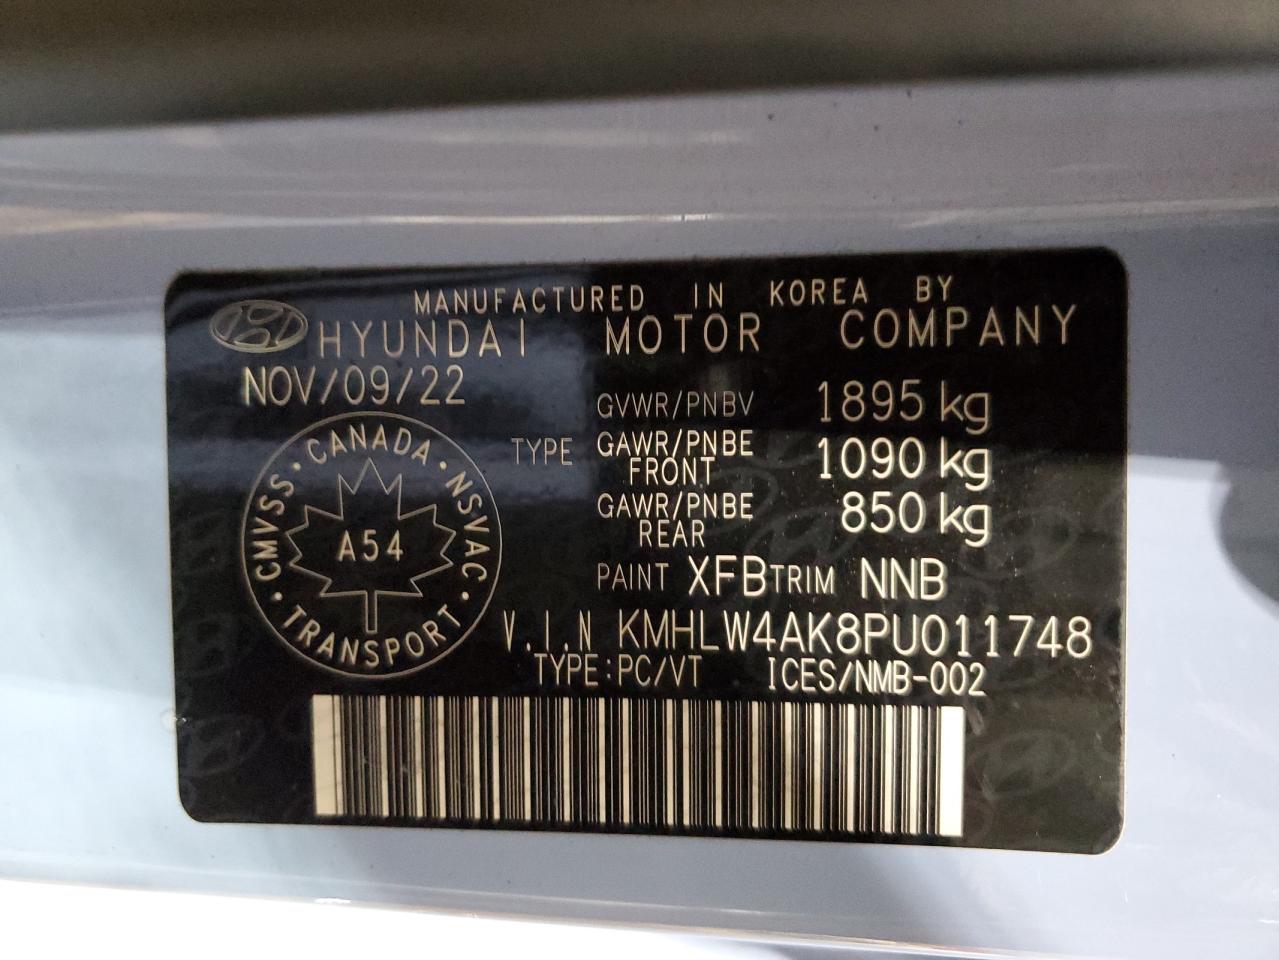 MANUFACTURED IN KOREA BY
HYUNDAI MOTOR COMPANY
NOV/09/22
GVWR/PNBV 1895 kg
TYPE GAWR/PNBE FRONT 1090 kg
GAWR/PNBE REAR 850 kg
PAINT XFB TRIM NNB
V.I.N KMHLW4AK8PU011748
TYPE:PC/VT ICES/NMB-002
CMVSS • CANADA • NSVAC • TRANSPORT •
A54